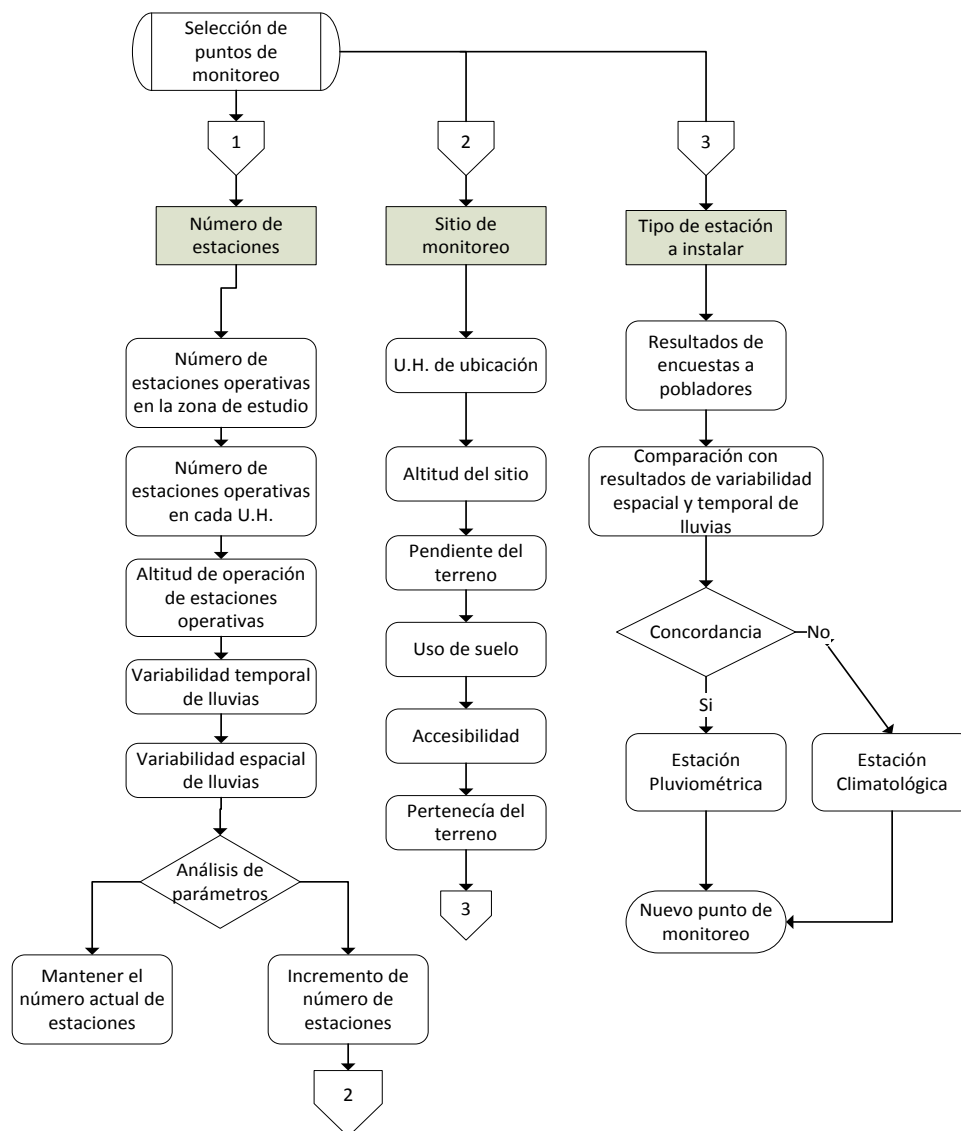 Selección de
puntos de
monitoreo
1
2
3
Número de
estaciones
Sitio de
monitoreo
Tipo de estación
a instalar
Número de
estaciones operativas
en la zona de estudio
Número de
estaciones operativas
en cada U.H.
Altitud de operación
de estaciones
operativas
Variabilidad temporal
de lluvias
Variabilidad espacial
de lluvias
Análisis de
parámetros
Mantener el
número actual de
estaciones
Incremento de
número de
estaciones
2
U.H. de ubicación
Altitud del sitio
Pendiente del
terreno
Uso de suelo
Accesibilidad
Pertenecía del
terreno
3
Resultados de
encuestas a
pobladores
Comparación con
resultados de variabilidad
espacial y temporal de
lluvias
Concordancia
No
Si
Estación
Pluviométrica
Estación
Climatológica
Nuevo punto de
monitoreo